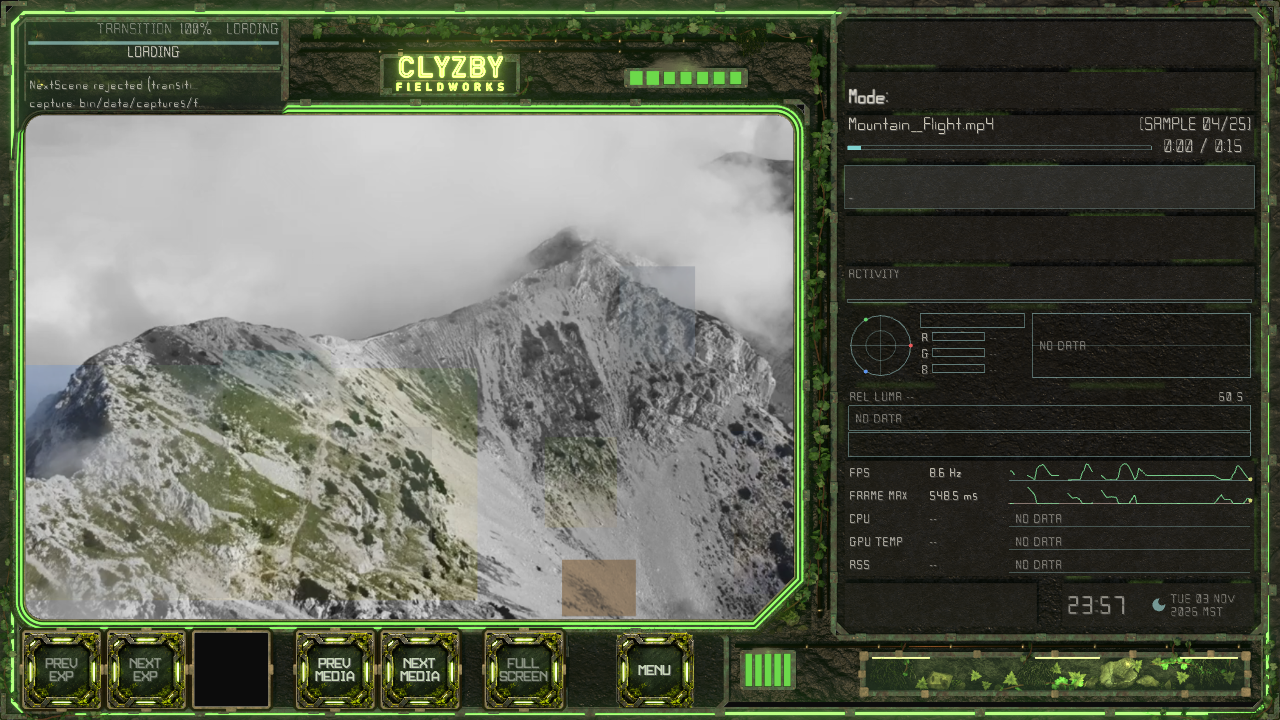 TRANSITION 100% LOADING
LOADING
NextScene rejected (transiti..
capture: bin/data/captures/f..
CLYZBY
FIELDWORKS
Mode:
Mountain_Flight.mp4 [SAMPLE 04/25]
0:00 / 0:15
-
ACTIVITY
R
G --
B --
NO DATA
REL LUMA -- 60 S
NO DATA
FPS 8.6 Hz
FRAME MAX 548.5 mS
CPU -- NO DATA
GPU TEMP -- NO DATA
RSS -- NO DATA
23:57 TUE 03 NOV
2026 MST
PREV
EXP
NEXT
EXP
PREV
MEDIA
NEXT
MEDIA
FULL
SCREEN
MENU